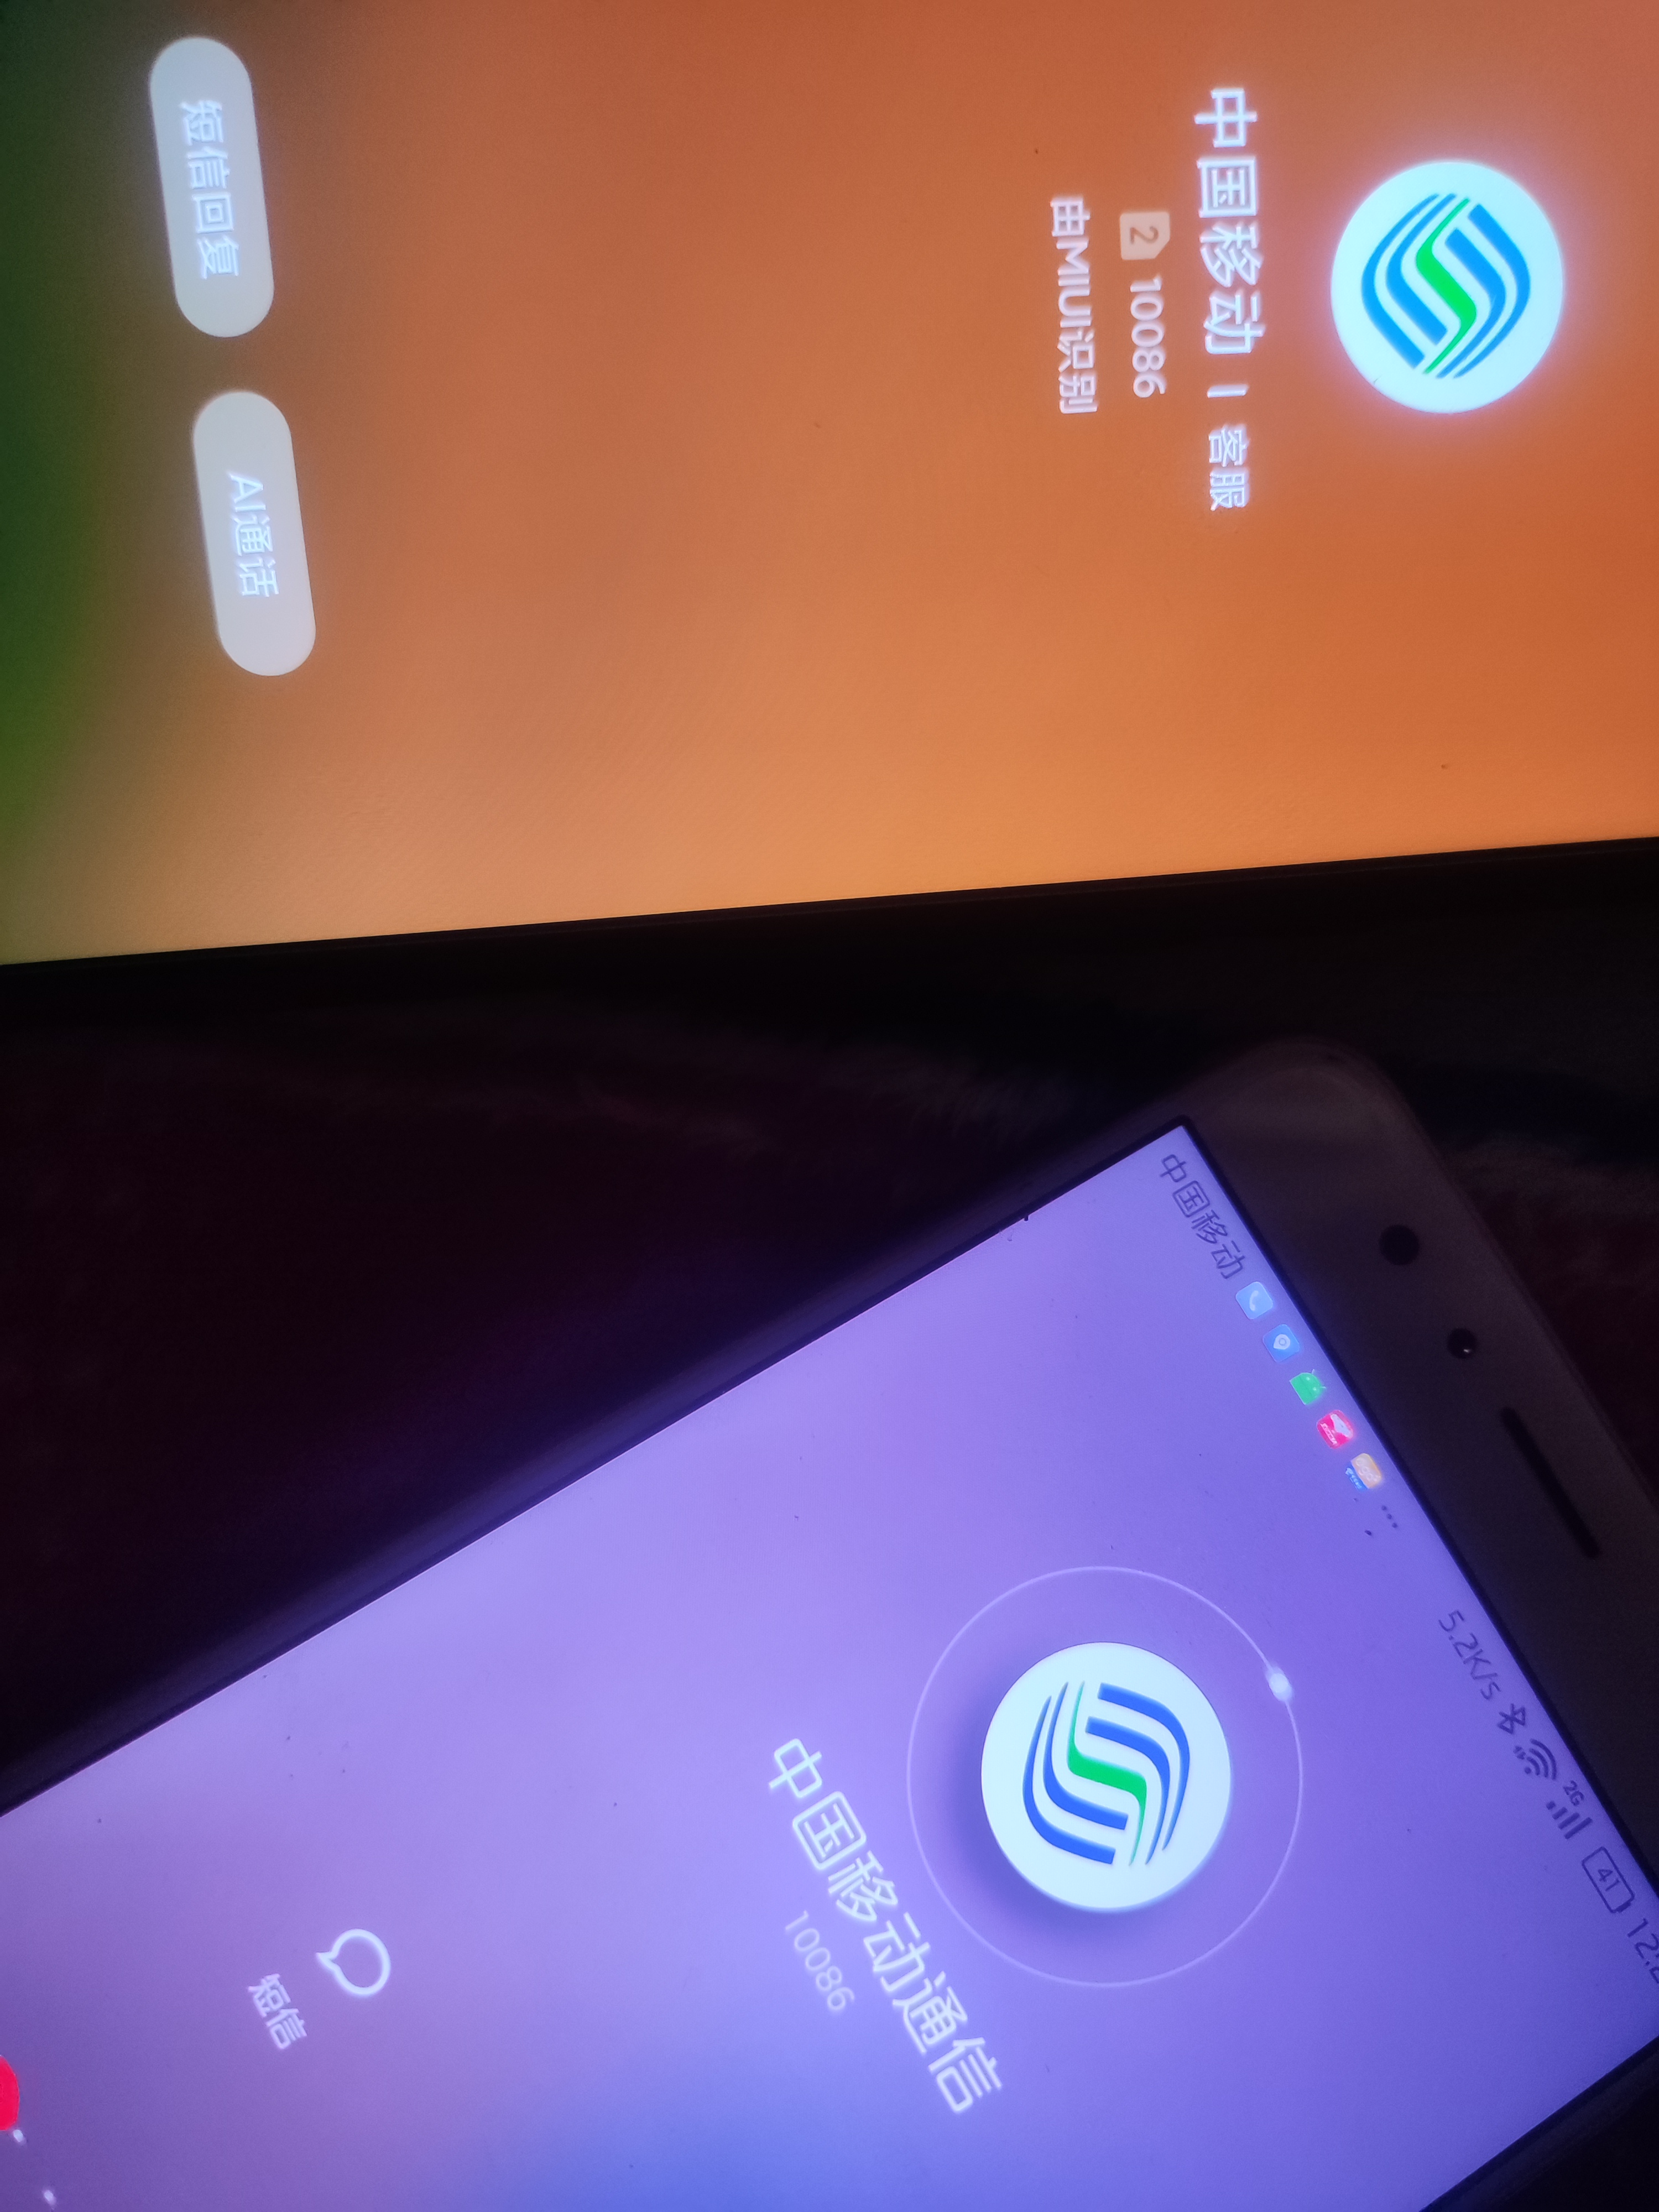 中国移动 | 客服
2 10086
由MIUI识别
短信回复
AI通话
中国移动
5.2K/s
2G
41
中国移动通信
10086
短信